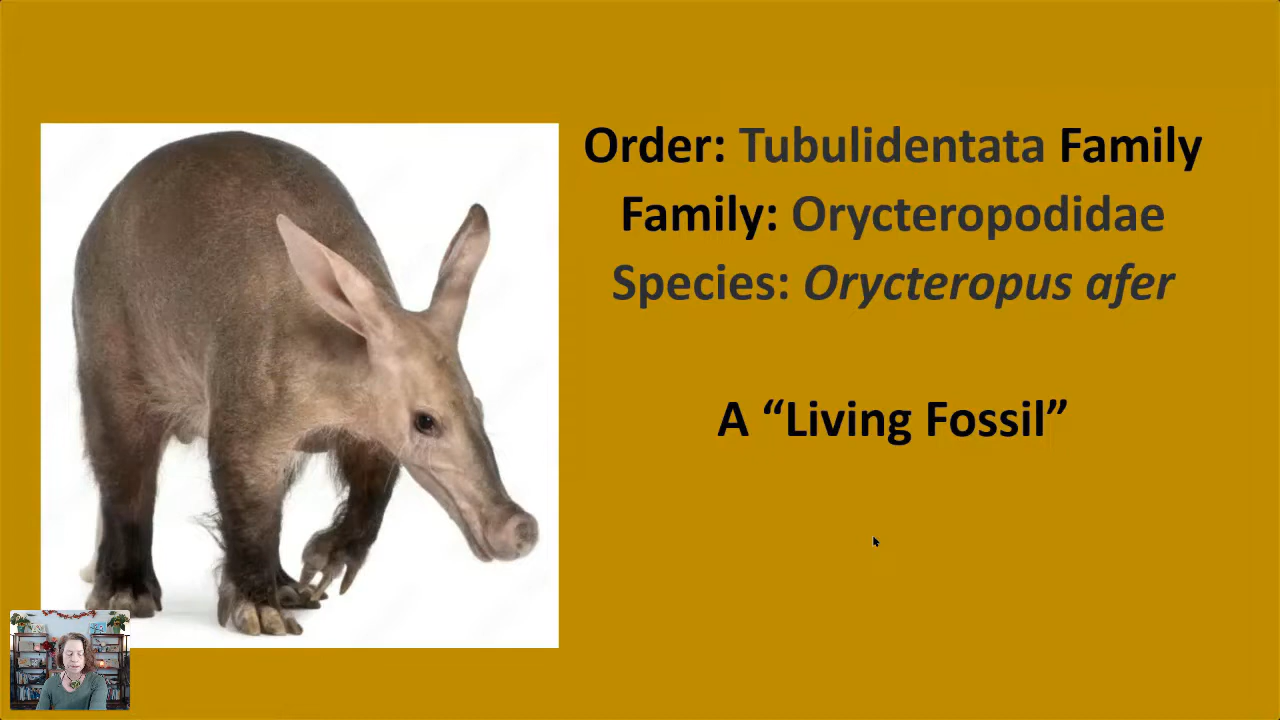 Order: Tubulidentata Family
Family: Orycteropodidae
Species: Orycteropus afer
A “Living Fossil”